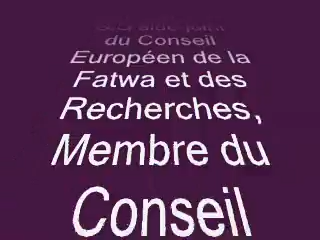 du Conseil
Européen de la
Fatwa et des
Recherches,
Membre du
Conseil